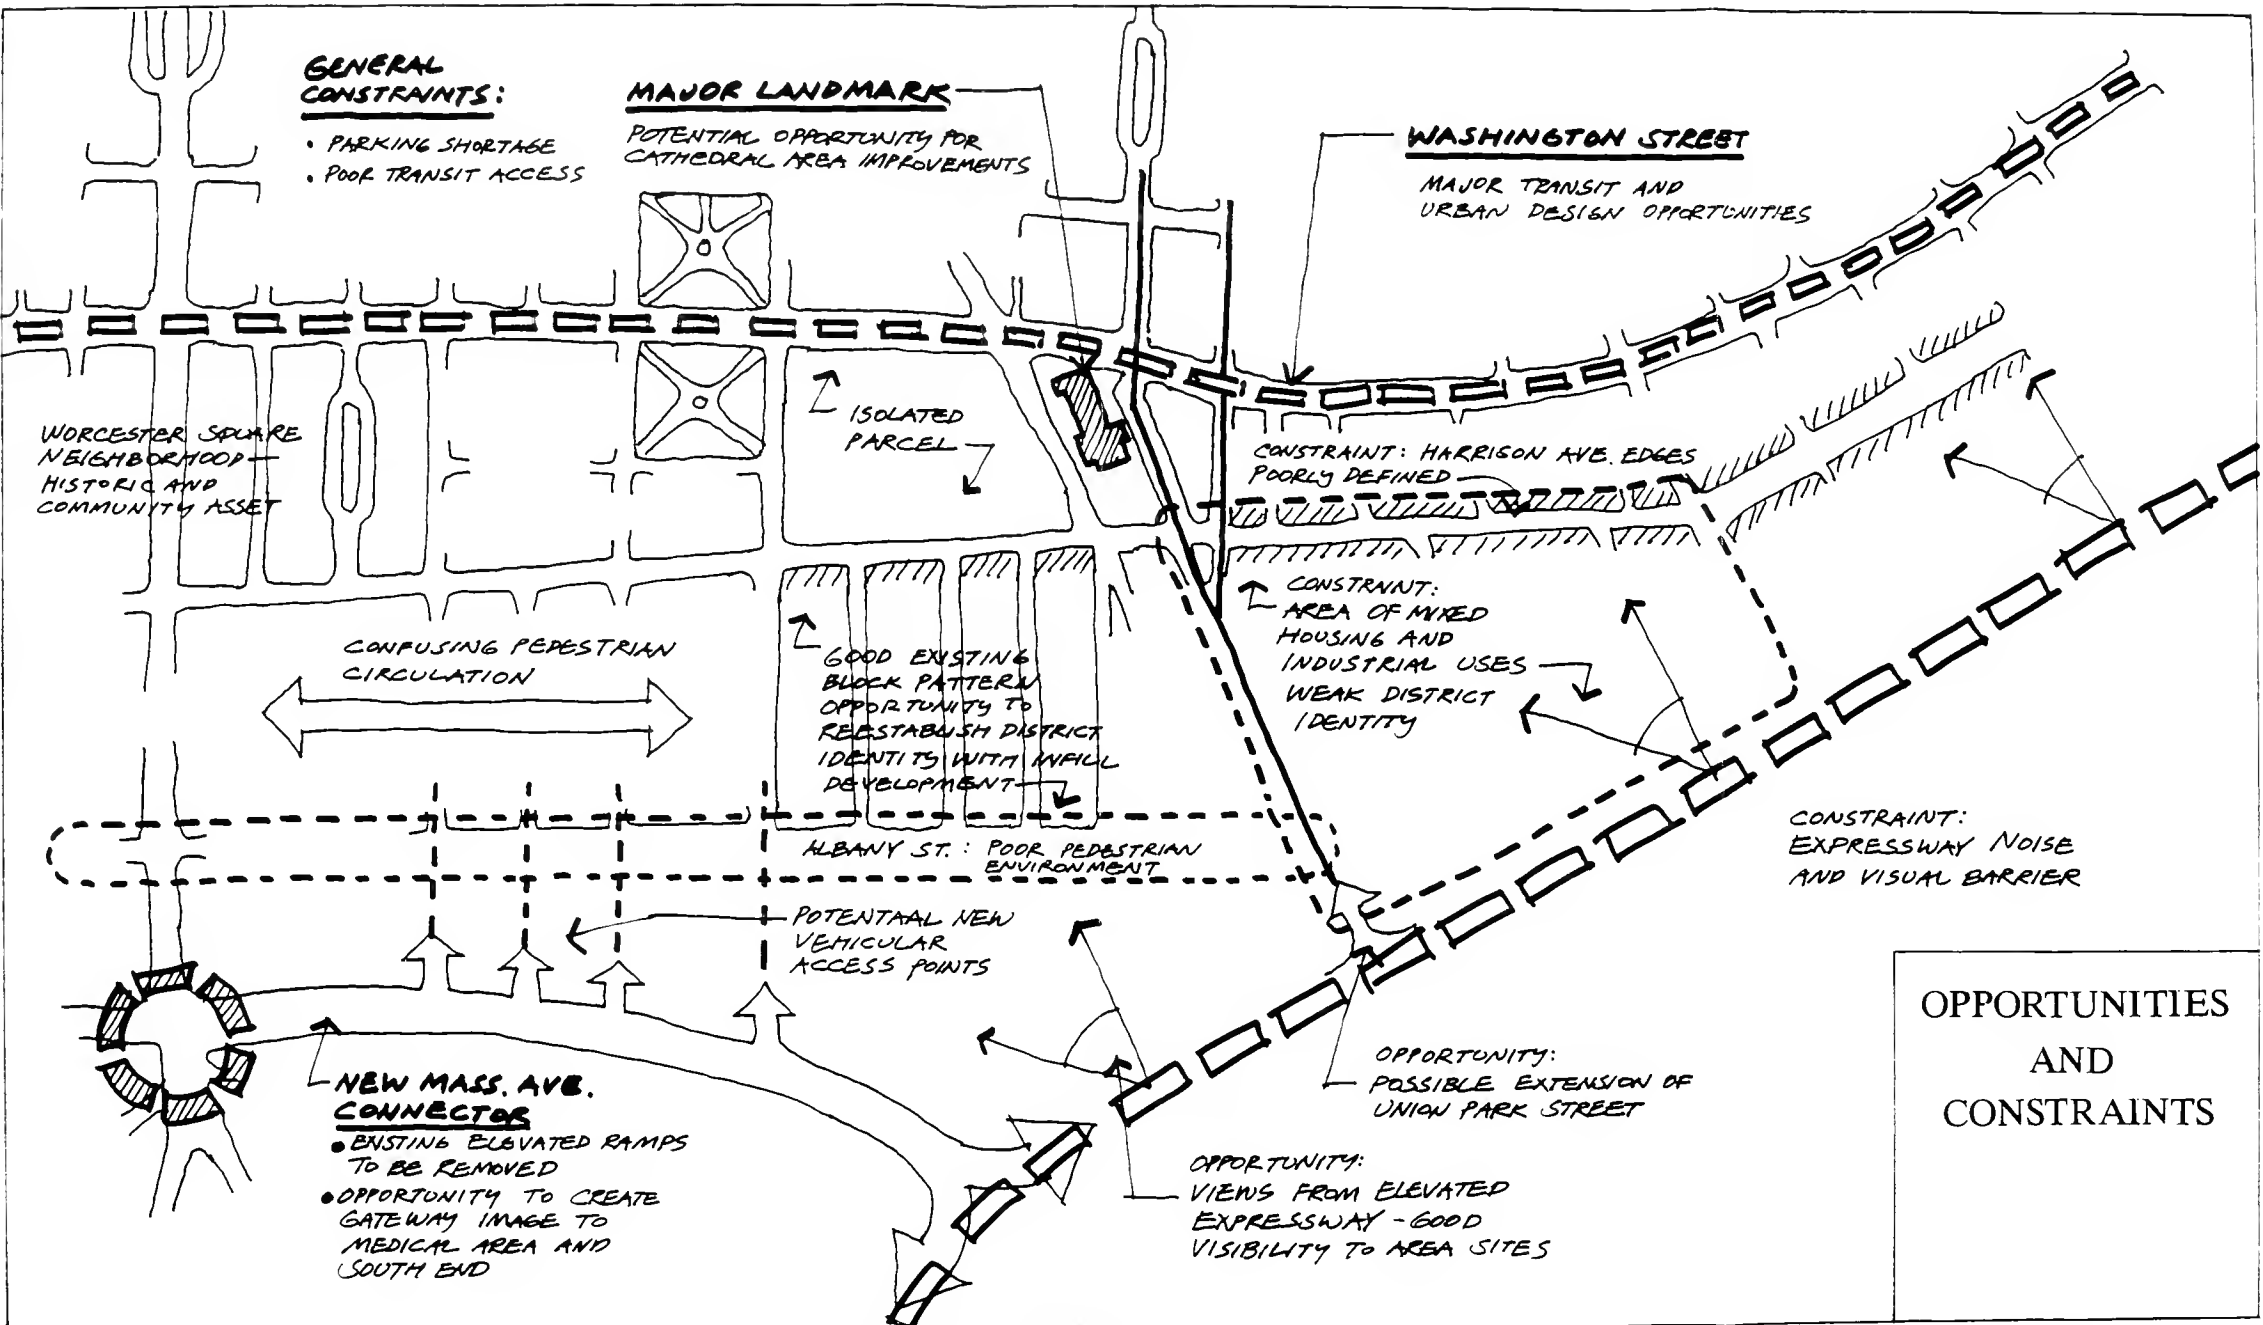 GENERAL
CONSTRAINTS:
• PARKING SHORTAGE
• POOR TRANSIT ACCESS
MAJOR LANDMARK
POTENTIAL OPPORTUNITY FOR
CATHEDRAL AREA IMPROVEMENTS
WASHINGTON STREET
MAJOR TRANSIT AND
URBAN DESIGN OPPORTUNITIES
WORCESTER SQUARE
NEIGHBORHOOD—
HISTORIC AND
COMMUNITY ASSET
ISOLATED
PARCEL
CONSTRAINT: HARRISON AVE. EDGES
POORLY DEFINED
CONFUSING PEDESTRIAN
CIRCULATION
GOOD EXISTING
BLOCK PATTERN
OPPORTUNITY TO
REESTABLISH DISTRICT
IDENTITY WITH INFILL
DEVELOPMENT
CONSTRAINT:
AREA OF MIXED
HOUSING AND
INDUSTRIAL USES
WEAK DISTRICT
IDENTITY
ALBANY ST.: POOR PEDESTRIAN
ENVIRONMENT
CONSTRAINT:
EXPRESSWAY NOISE
AND VISUAL BARRIER
POTENTAAL NEW
VEHICULAR
ACCESS POINTS
NEW MASS. AVE.
CONNECTOR
• EXISTING ELEVATED RAMPS
TO BE REMOVED
• OPPORTUNITY TO CREATE
GATEWAY IMAGE TO
MEDICAL AREA AND
SOUTH END
OPPORTUNITY:
POSSIBLE EXTENSION OF
UNION PARK STREET
OPPORTUNITY:
VIEWS FROM ELEVATED
EXPRESSWAY - GOOD
VISIBILITY TO AREA SITES
OPPORTUNITIES
AND
CONSTRAINTS